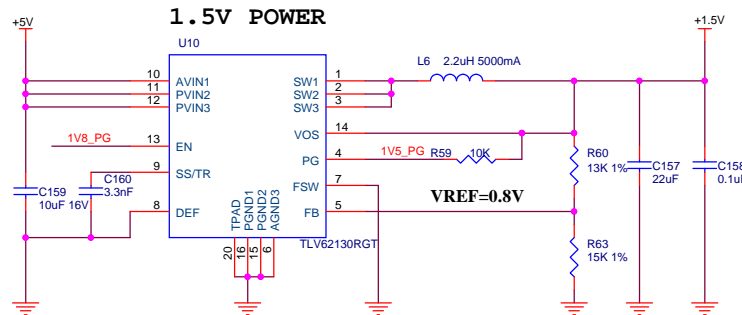 1.5V POWER
+5V
+1.5V
U10
L6 2.2uH 5000mA
10 AVIN1 SW1 1
11 PVIN2 SW2 2
12 PVIN3 SW3 3
VOS 14
1V8_PG 13 EN
PG 4 1V5_PG R59 10K
R60
13K 1%
9 SS/TR
C159
10uF 16V
C160
3.3nF
FSW 7
C157
22uF
C158
0.1uF
VREF=0.8V
8 DEF FB 5
TPAD PGND1 PGND2 AGND3
20 16 15 6
TLV62130RGT
R63
15K 1%